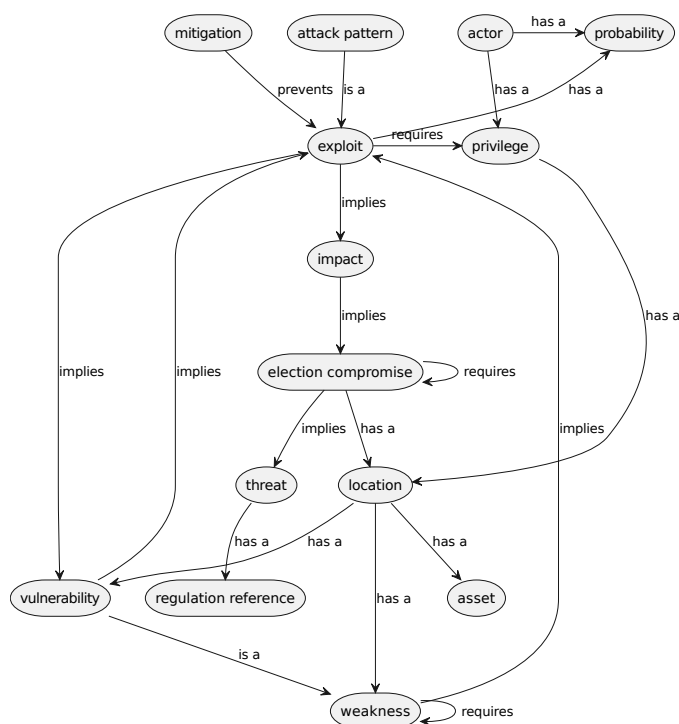 mitigation
attack pattern
actor
has a
probability
prevents
is a
has a
has a
exploit
requires
privilege
implies
impact
implies
has a
implies
implies
election compromise
requires
implies
has a
implies
threat
location
has a
has a
has a
vulnerability
regulation reference
has a
asset
is a
weakness
requires